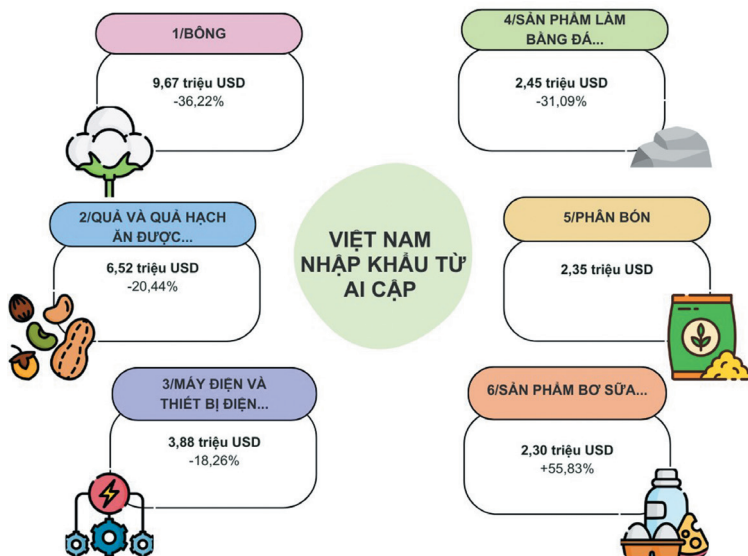 1/BÔNG
9,67 triệu USD
-36,22%
2/QUẢ VÀ QUẢ HẠCH
ĂN ĐƯỢC...
6,52 triệu USD
-20,44%
3/MÁY ĐIỆN VÀ
THIẾT BỊ ĐIỆN...
3,88 triệu USD
-18,26%
VIỆT NAM
NHẬP KHẨU TỪ
AI CẬP
4/SẢN PHẨM LÀM
BẰNG ĐÁ...
2,45 triệu USD
-31,09%
5/PHÂN BÓN
2,35 triệu USD
6/SẢN PHẨM BƠ SỮA...
2,30 triệu USD
+55,83%